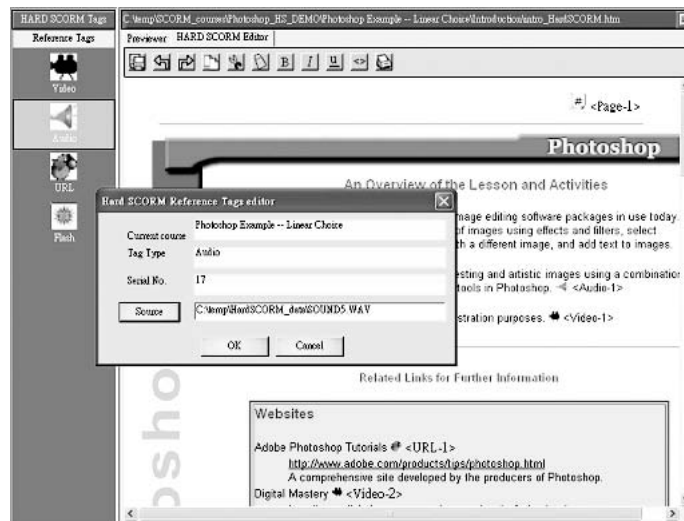 HARD SCORM Tags
C:\temp\SCORM_courses\Photoshop_HS_DEMO\Photoshop Example -- Linear Choice\Introduction\intro_HardSCORM.htm
Reference Tags
Previewer HARD SCORM Editor
B I u <>
Video
Audio
URL
Flash
# <Page-1>
Photoshop
An Overview of the Lesson and Activities
mage editing software packages in use today.
of images using effects and filters, select
h a different image, and add text to images.
esting and artistic images using a combination
tools in Photoshop. <Audio-1>
stration purposes. <Video-1>
Hard SCORM Reference Tags editor
Current course Photoshop Example -- Linear Choice
Tag Type Audio
Serial No. 17
Source C:\temp\HardSCORM_data\SOUND5.WAV
OK Cancel
Related Links for Further Information
Websites
Adobe Photoshop Tutorials <URL-1>
http://www.adobe.com/products/tips/photoshop.html
A comprehensive site developed by the producers of Photoshop.
Digital Mastery <Video-2>
osho